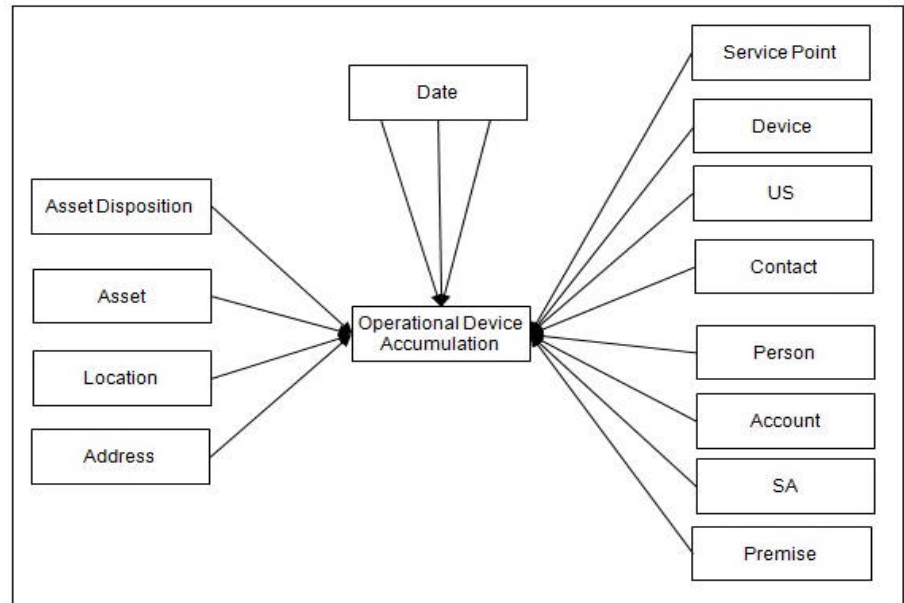 Service Point
Date
Device
Asset Disposition
US
Contact
Asset
Operational Device
Accumulation
Person
Location
Account
Address
SA
Premise